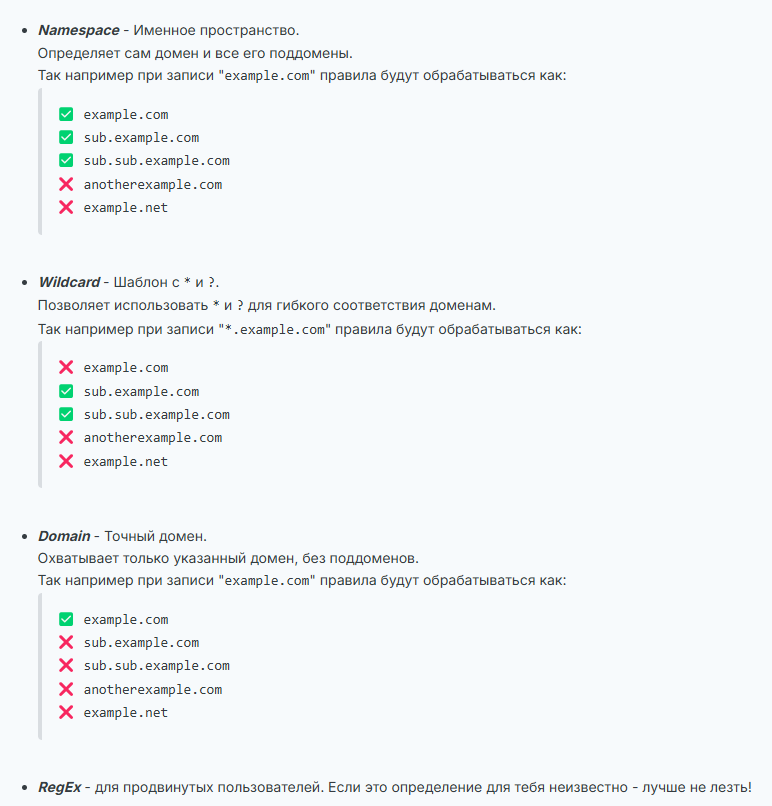 • Namespace - Именное пространство.
Определяет сам домен и все его поддомены.
Так например при записи "example.com" правила будут обрабатываться как:
✅ example.com
✅ sub.example.com
✅ sub.sub.example.com
❌ anotherexample.com
❌ example.net
• Wildcard - Шаблон с * и ?.
Позволяет использовать * и ? для гибкого соответствия доменам.
Так например при записи "*.example.com" правила будут обрабатываться как:
❌ example.com
✅ sub.example.com
✅ sub.sub.example.com
❌ anotherexample.com
❌ example.net
• Domain - Точный домен.
Охватывает только указанный домен, без поддоменов.
Так например при записи "example.com" правила будут обрабатываться как:
✅ example.com
❌ sub.example.com
❌ sub.sub.example.com
❌ anotherexample.com
❌ example.net
• RegEx - для продвинутых пользователей. Если это определение для тебя неизвестно - лучше не лезть!